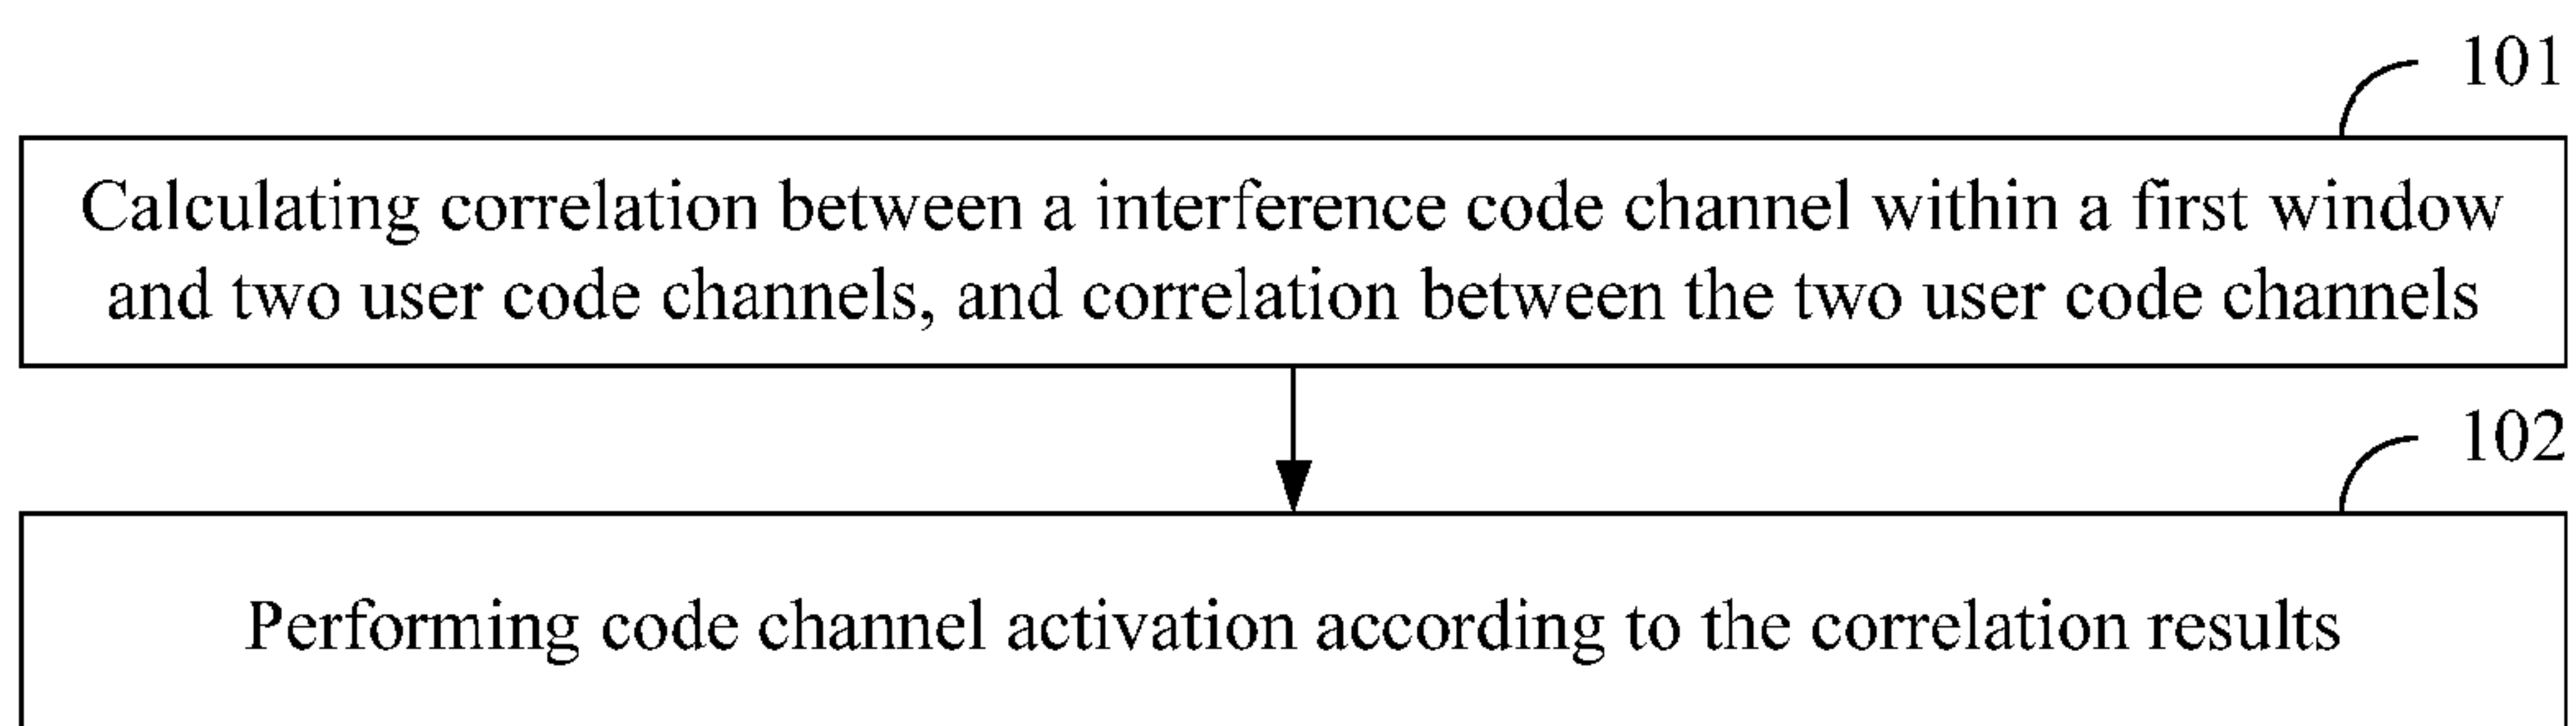 101
Calculating correlation between a interference code channel within a first window
and two user code channels, and correlation between the two user code channels
102
Performing code channel activation according to the correlation results